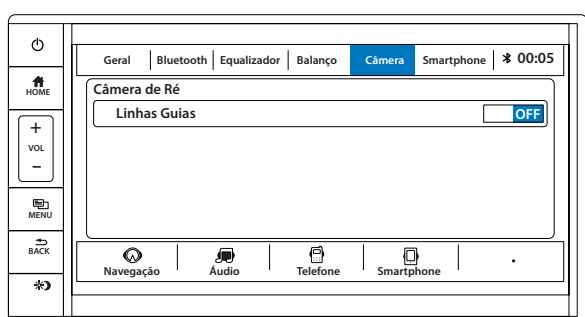 Geral Bluetooth Equalizador Balanço Câmera Smartphone 00:05
HOME
Câmera de Ré
Linhas Guias OFF
+
VOL
–
MENU
BACK
Navegação Áudio Telefone Smartphone